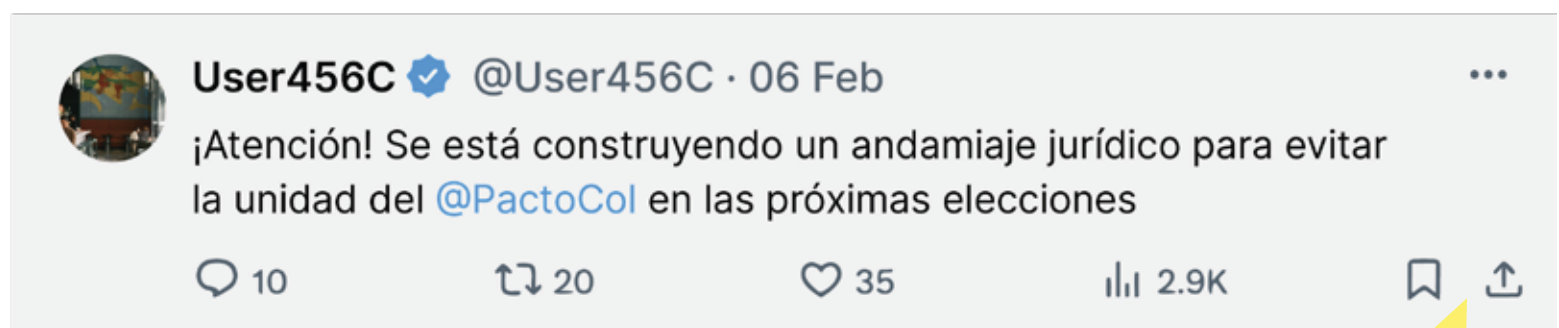 User456C @User456C · 06 Feb
¡Atención! Se está construyendo un andamiaje jurídico para evitar
la unidad del @PactoCol en las próximas elecciones
10 20 35 2.9K